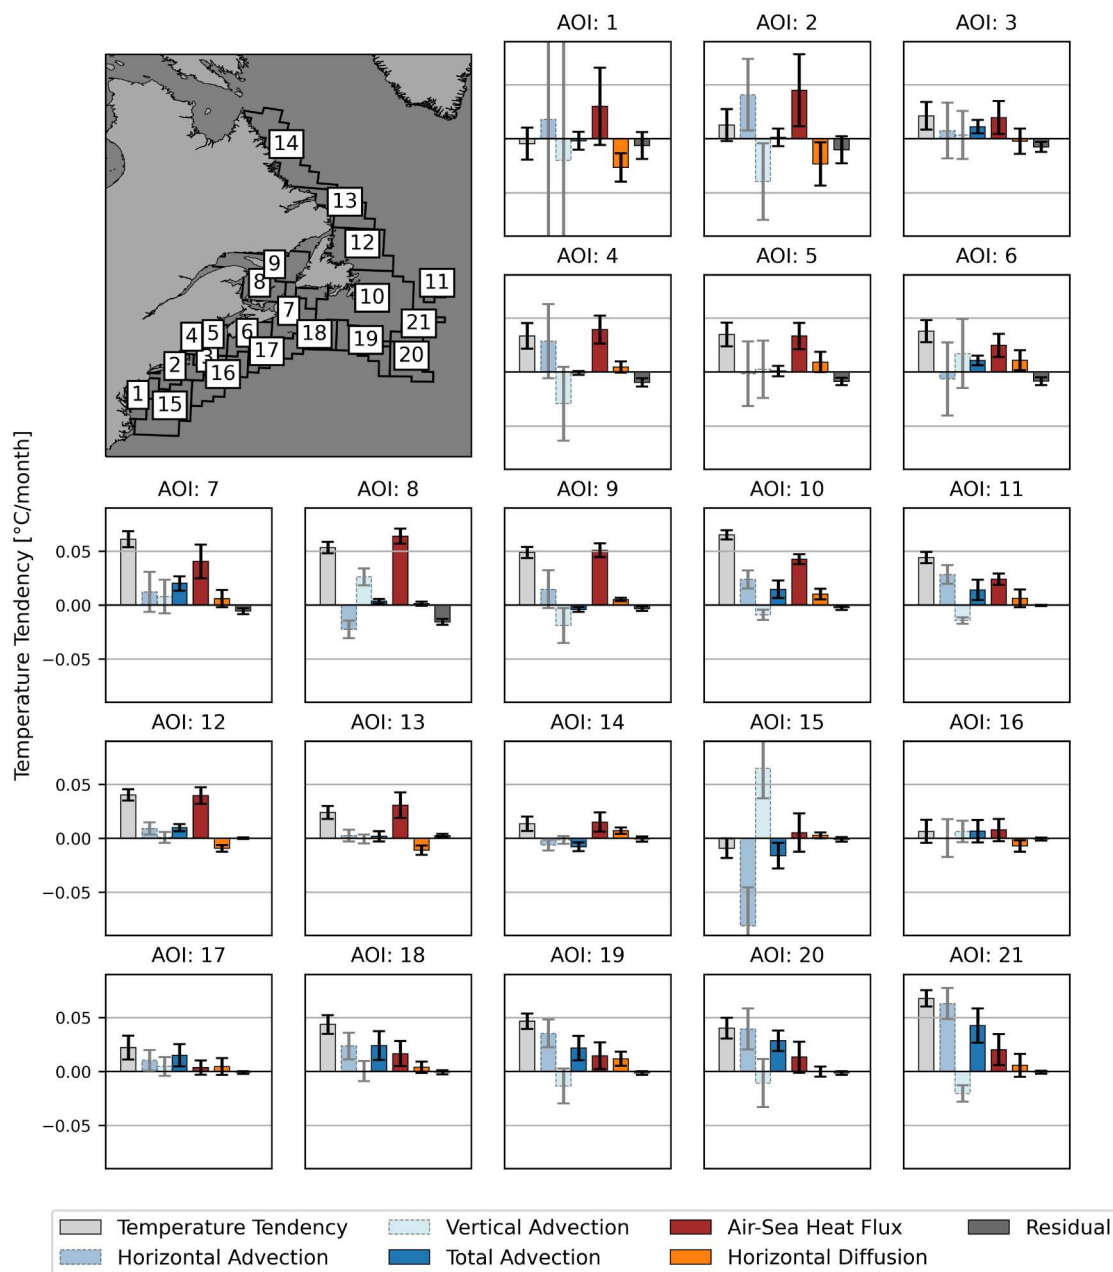 AOI: 1 AOI: 2 AOI: 3
14
13
12
9
8 11
10
7
21
4 5 6 18 19
17 20
2 3
16
1
15
AOI: 4 AOI: 5 AOI: 6
Temperature Tendency [°C/month]
AOI: 7 AOI: 8 AOI: 9 AOI: 10 AOI: 11
0.05
0.00
−0.05
AOI: 12 AOI: 13 AOI: 14 AOI: 15 AOI: 16
0.05
0.00
−0.05
AOI: 17 AOI: 18 AOI: 19 AOI: 20 AOI: 21
0.05
0.00
−0.05
Temperature Tendency Vertical Advection Air-Sea Heat Flux Residual
Horizontal Advection Total Advection Horizontal Diffusion